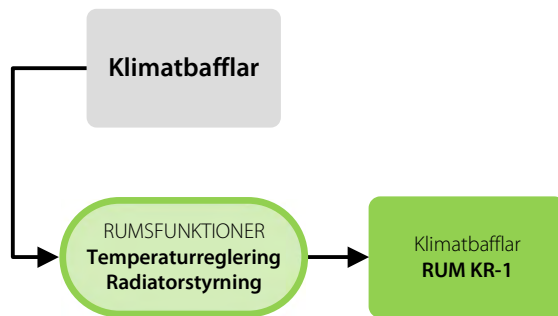 Klimatbafflar
RUMSFUNKTIONER
Temperaturreglering
Radiatorstyrning
Klimatbafflar
RUM KR-1